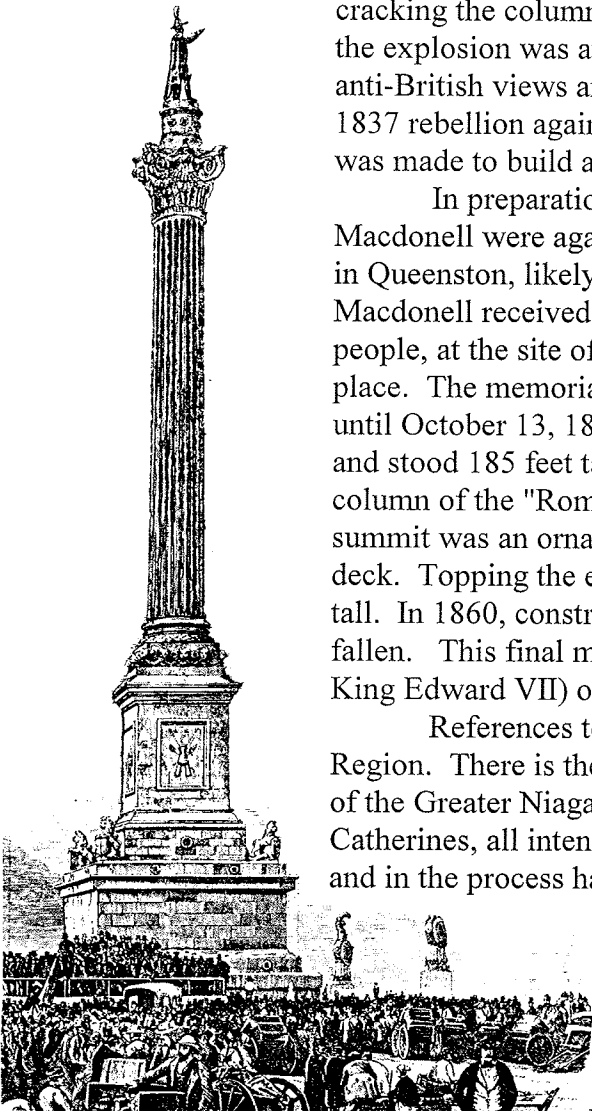 cracking the column
the explosion was a
anti-British views a
1837 rebellion again
was made to build a
In preparatio
Macdonell were aga
in Queenston, likely
Macdonell received
people, at the site of
place. The memoria
until October 13, 18
and stood 185 feet ta
column of the "Rom
summit was an orna
deck. Topping the e
tall. In 1860, constr
fallen. This final m
King Edward VII) o
References to
Region. There is the
of the Greater Niaga
Catherines, all inten
and in the process ha